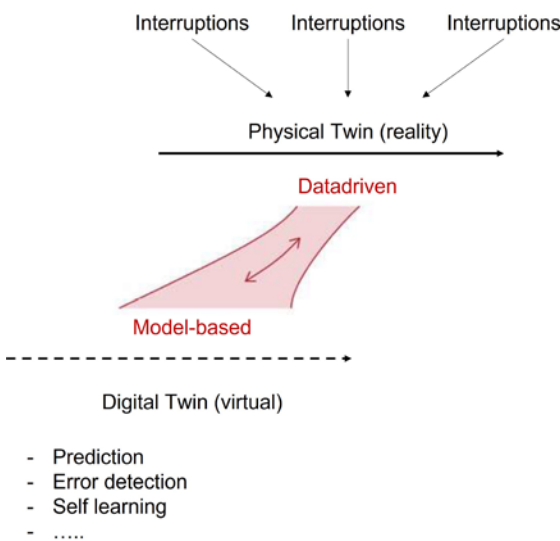 Interruptions Interruptions Interruptions
Physical Twin (reality)
Datadriven
Model-based
Digital Twin (virtual)
- Prediction
- Error detection
- Self learning
- …..